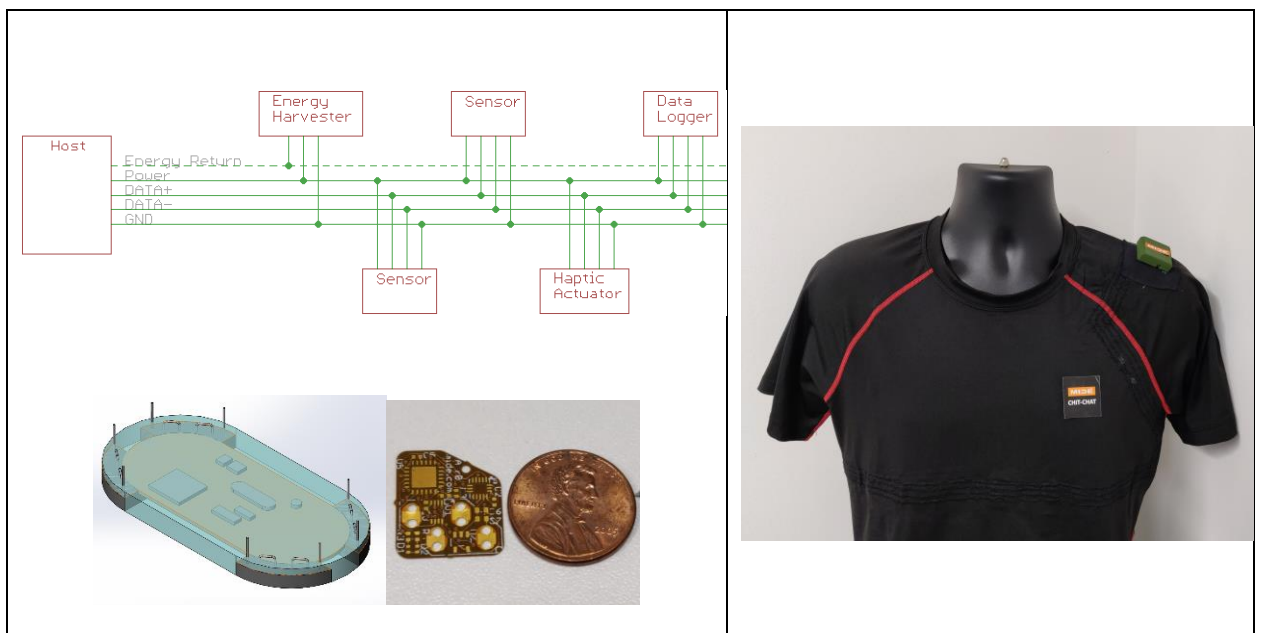 Energy
Harvester
Sensor
Data
Logger
Host
Energy Return
Power
DATA+
DATA-
GND
Sensor
Haptic
Actuator
CHIT-CHAT